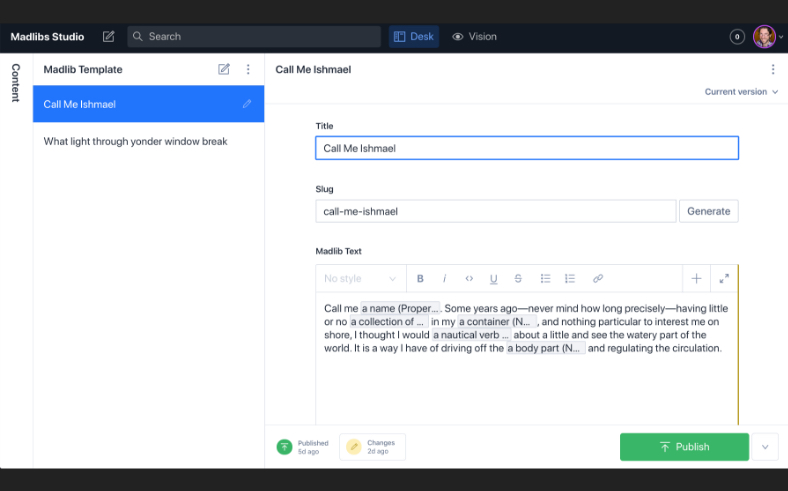 Madlibs Studio
Search
Desk
Vision
0
Content
Madlib Template
Call Me Ishmael
What light through yonder window break
Call Me Ishmael
Current version
Title
Call Me Ishmael
Slug
call-me-ishmael
Generate
Madlib Text
No style
B
i
U
S
Call me a name (Proper... . Some years ago—never mind how long precisely—having little
or no a collection of ... in my a container (N... , and nothing particular to interest me on
shore, I thought I would a nautical verb ... about a little and see the watery part of the
world. It is a way I have of driving off the a body part (N... and regulating the circulation.
Published
5d ago
Changes
2d ago
Publish